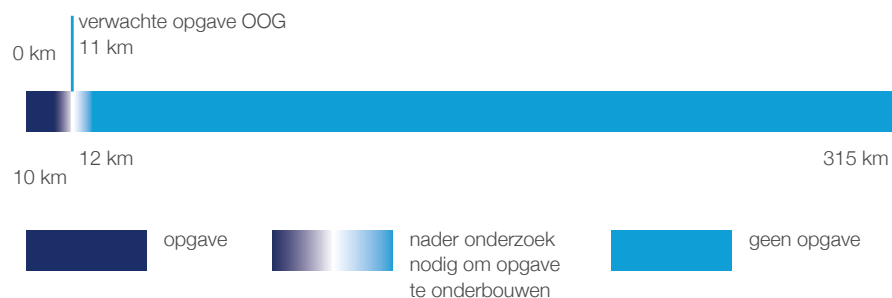 verwachte opgave OOG
0 km
11 km
12 km
315 km
10 km
opgave
nader onderzoek
nodig om opgave
te onderbouwen
geen opgave